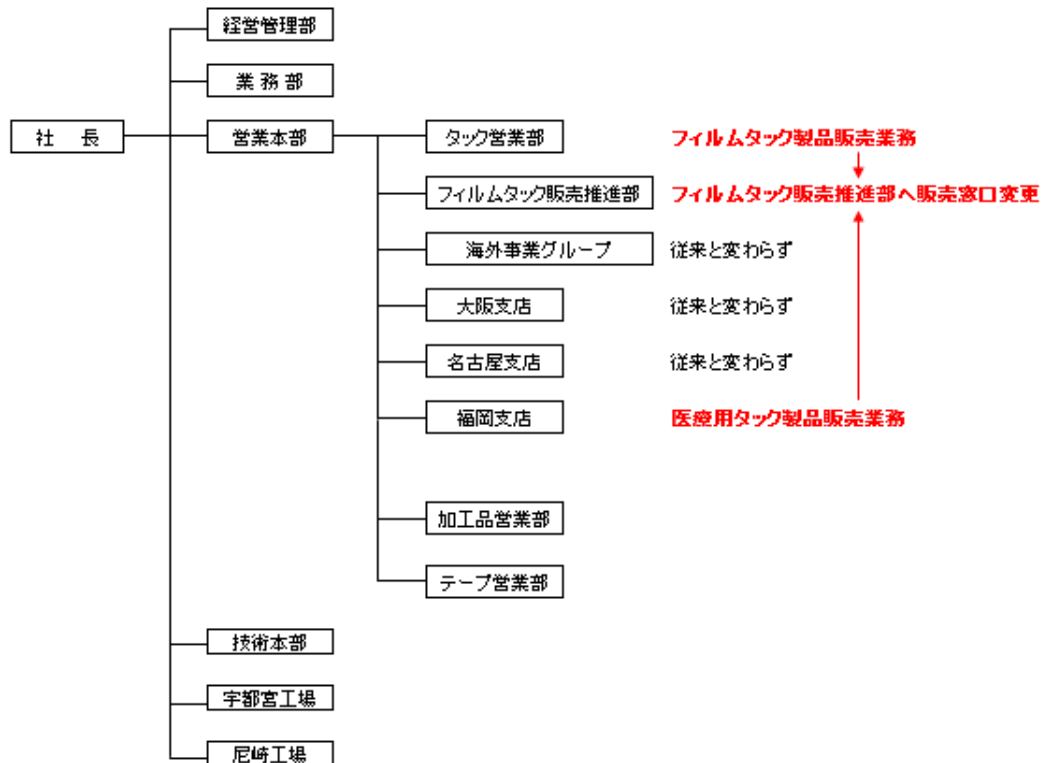 経営管理部
業 務 部
社　長
営業本部
タック営業部
フィルムタック製品販売業務
フィルムタック販売推進部
フィルムタック販売推進部へ販売窓口変更
海外事業グループ
従来と変わらず
大阪支店
従来と変わらず
名古屋支店
従来と変わらず
福岡支店
医療用タック製品販売業務
加工品営業部
テープ営業部
技術本部
宇都宮工場
尼崎工場